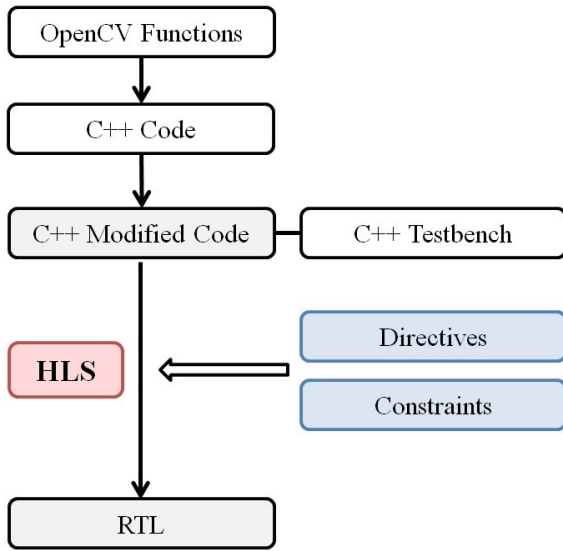 OpenCV Functions
C++ Code
C++ Modified Code
C++ Testbench
HLS
Directives
Constraints
RTL